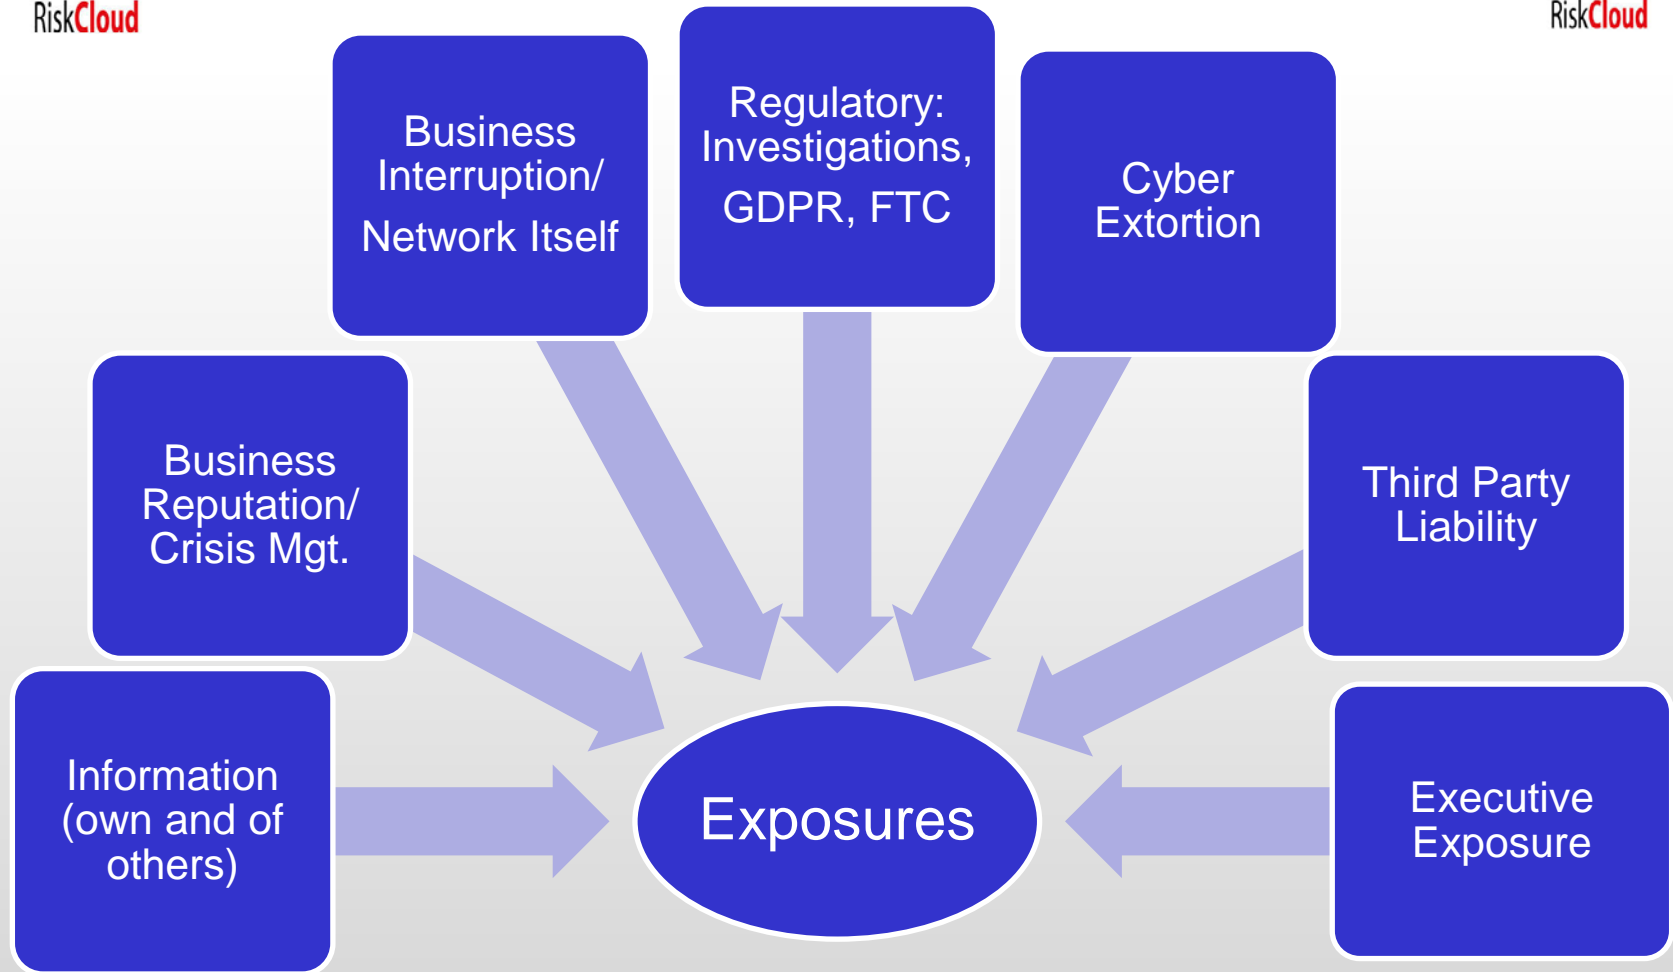 RiskCloud
RiskCloud
Business
Interruption/
Network Itself
Regulatory:
Investigations,
GDPR, FTC
Cyber
Extortion
Business
Reputation/
Crisis Mgt.
Third Party
Liability
Information
(own and of
others)
Exposures
Executive
Exposure